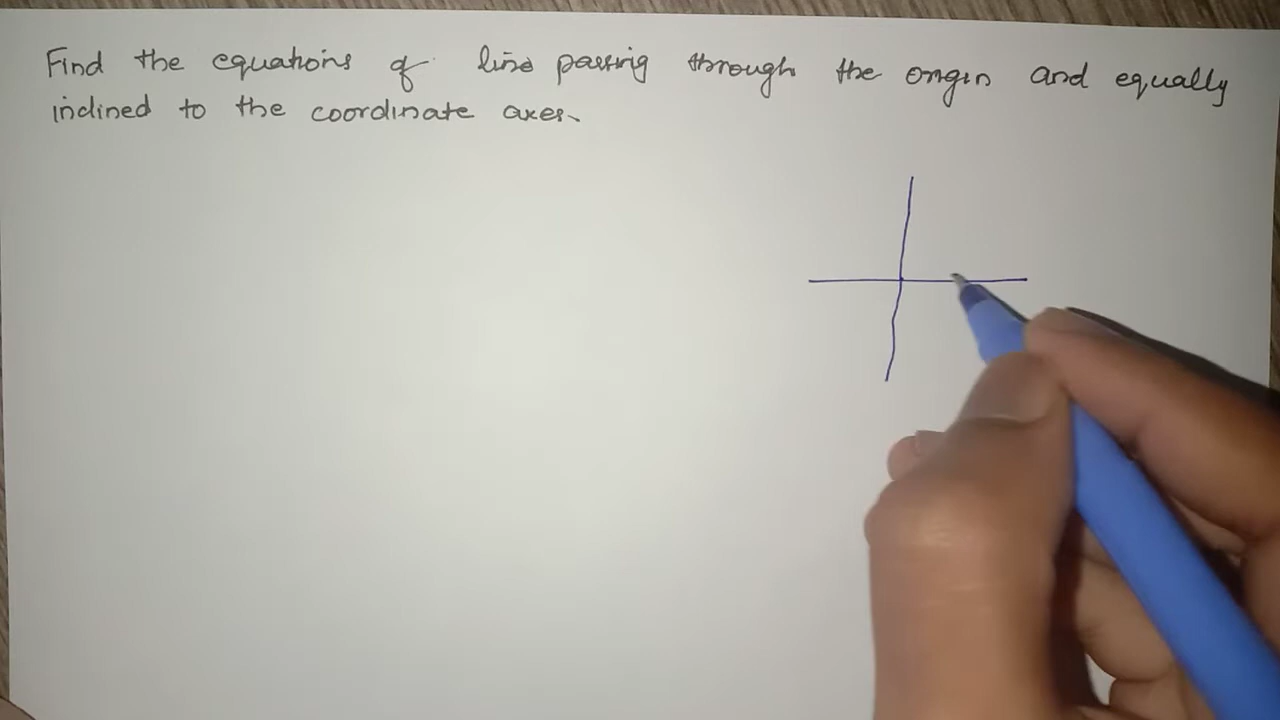 Find the equations of line passing through the origin and equally
inclined to the coordinate axes.